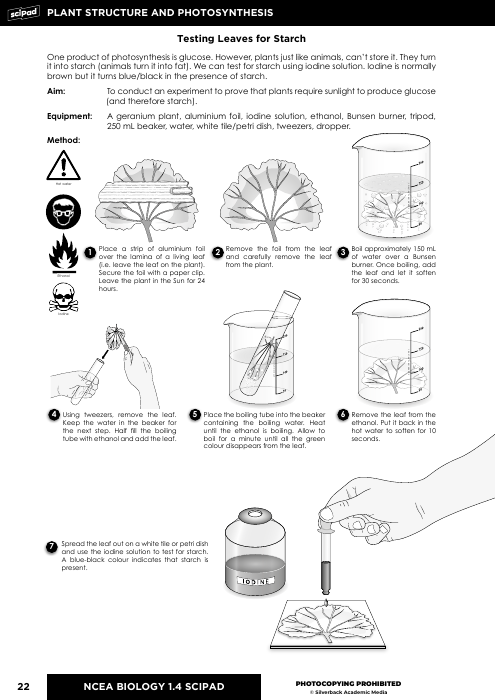 scipad PLANT STRUCTURE AND PHOTOSYNTHESIS
Testing Leaves for Starch
One product of photosynthesis is glucose. However, plants just like animals, can't store it. They turn
it into starch (animals turn it into fat). We can test for starch using iodine solution. Iodine is normally
brown but it turns blue/black in the presence of starch.
Aim: To conduct an experiment to prove that plants require sunlight to produce glucose
(and therefore starch).
Equipment: A geranium plant, aluminium foil, iodine solution, ethanol, Bunsen burner, tripod,
250 mL beaker, water, white tile/petri dish, tweezers, dropper.
Method:
Hot water
Ethanol
Iodine
1 Place a strip of aluminium foil
over the lamina of a living leaf
(i.e. leave the leaf on the plant).
Secure the foil with a paper clip.
Leave the plant in the Sun for 24
hours.
2 Remove the foil from the leaf
and carefully remove the leaf
from the plant.
3 Boil approximately 150 mL
of water over a Bunsen
burner. Once boiling, add
the leaf and let it soften
for 30 seconds.
4 Using tweezers, remove the leaf.
Keep the water in the beaker for
the next step. Half fill the boiling
tube with ethanol and add the leaf.
5 Place the boiling tube into the beaker
containing the boiling water. Heat
until the ethanol is boiling. Allow to
boil for a minute until all the green
colour disappears from the leaf.
6 Remove the leaf from the
ethanol. Put it back in the
hot water to soften for 10
seconds.
7 Spread the leaf out on a white tile or petri dish
and use the iodine solution to test for starch.
A blue-black colour indicates that starch is
present.
IODINE
22 NCEA BIOLOGY 1.4 SCIPAD
PHOTOCOPYING PROHIBITED
© Silverback Academic Media